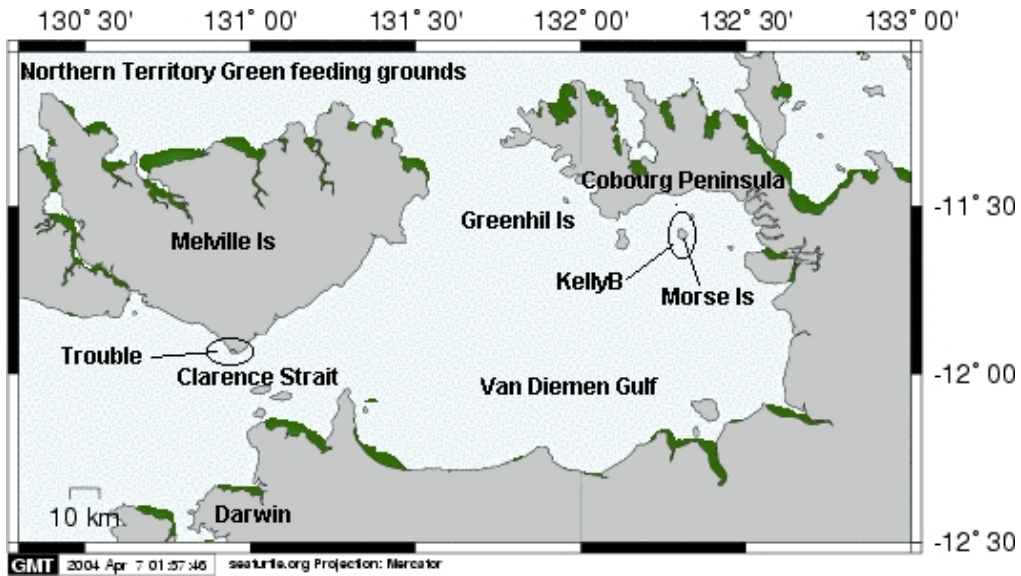 130° 30' 131° 00' 131° 30' 132° 00' 132° 30' 133° 00'
Northern Territory Green feeding grounds
Cobourg Peninsula
-11° 30'
Greenhil Is
Melville Is
KellyB
Morse Is
Trouble
Clarence Strait
-12° 00'
Van Diemen Gulf
10 km
Darwin
-12° 30'
GMT 2004 Apr 7 01:57:46 seaturtle.org Projection: Mercator